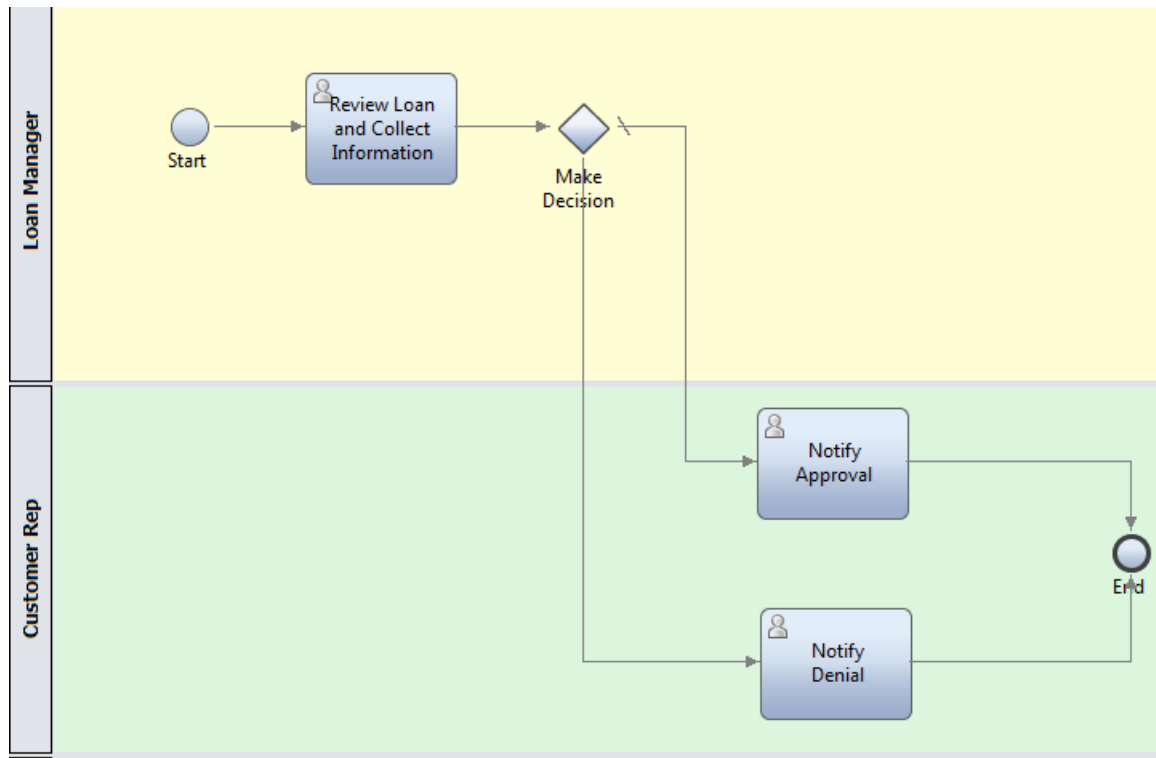 Loan Manager
Start
Review Loan
and Collect
Information
Make
Decision
Customer Rep
Notify
Approval
End
Notify
Denial